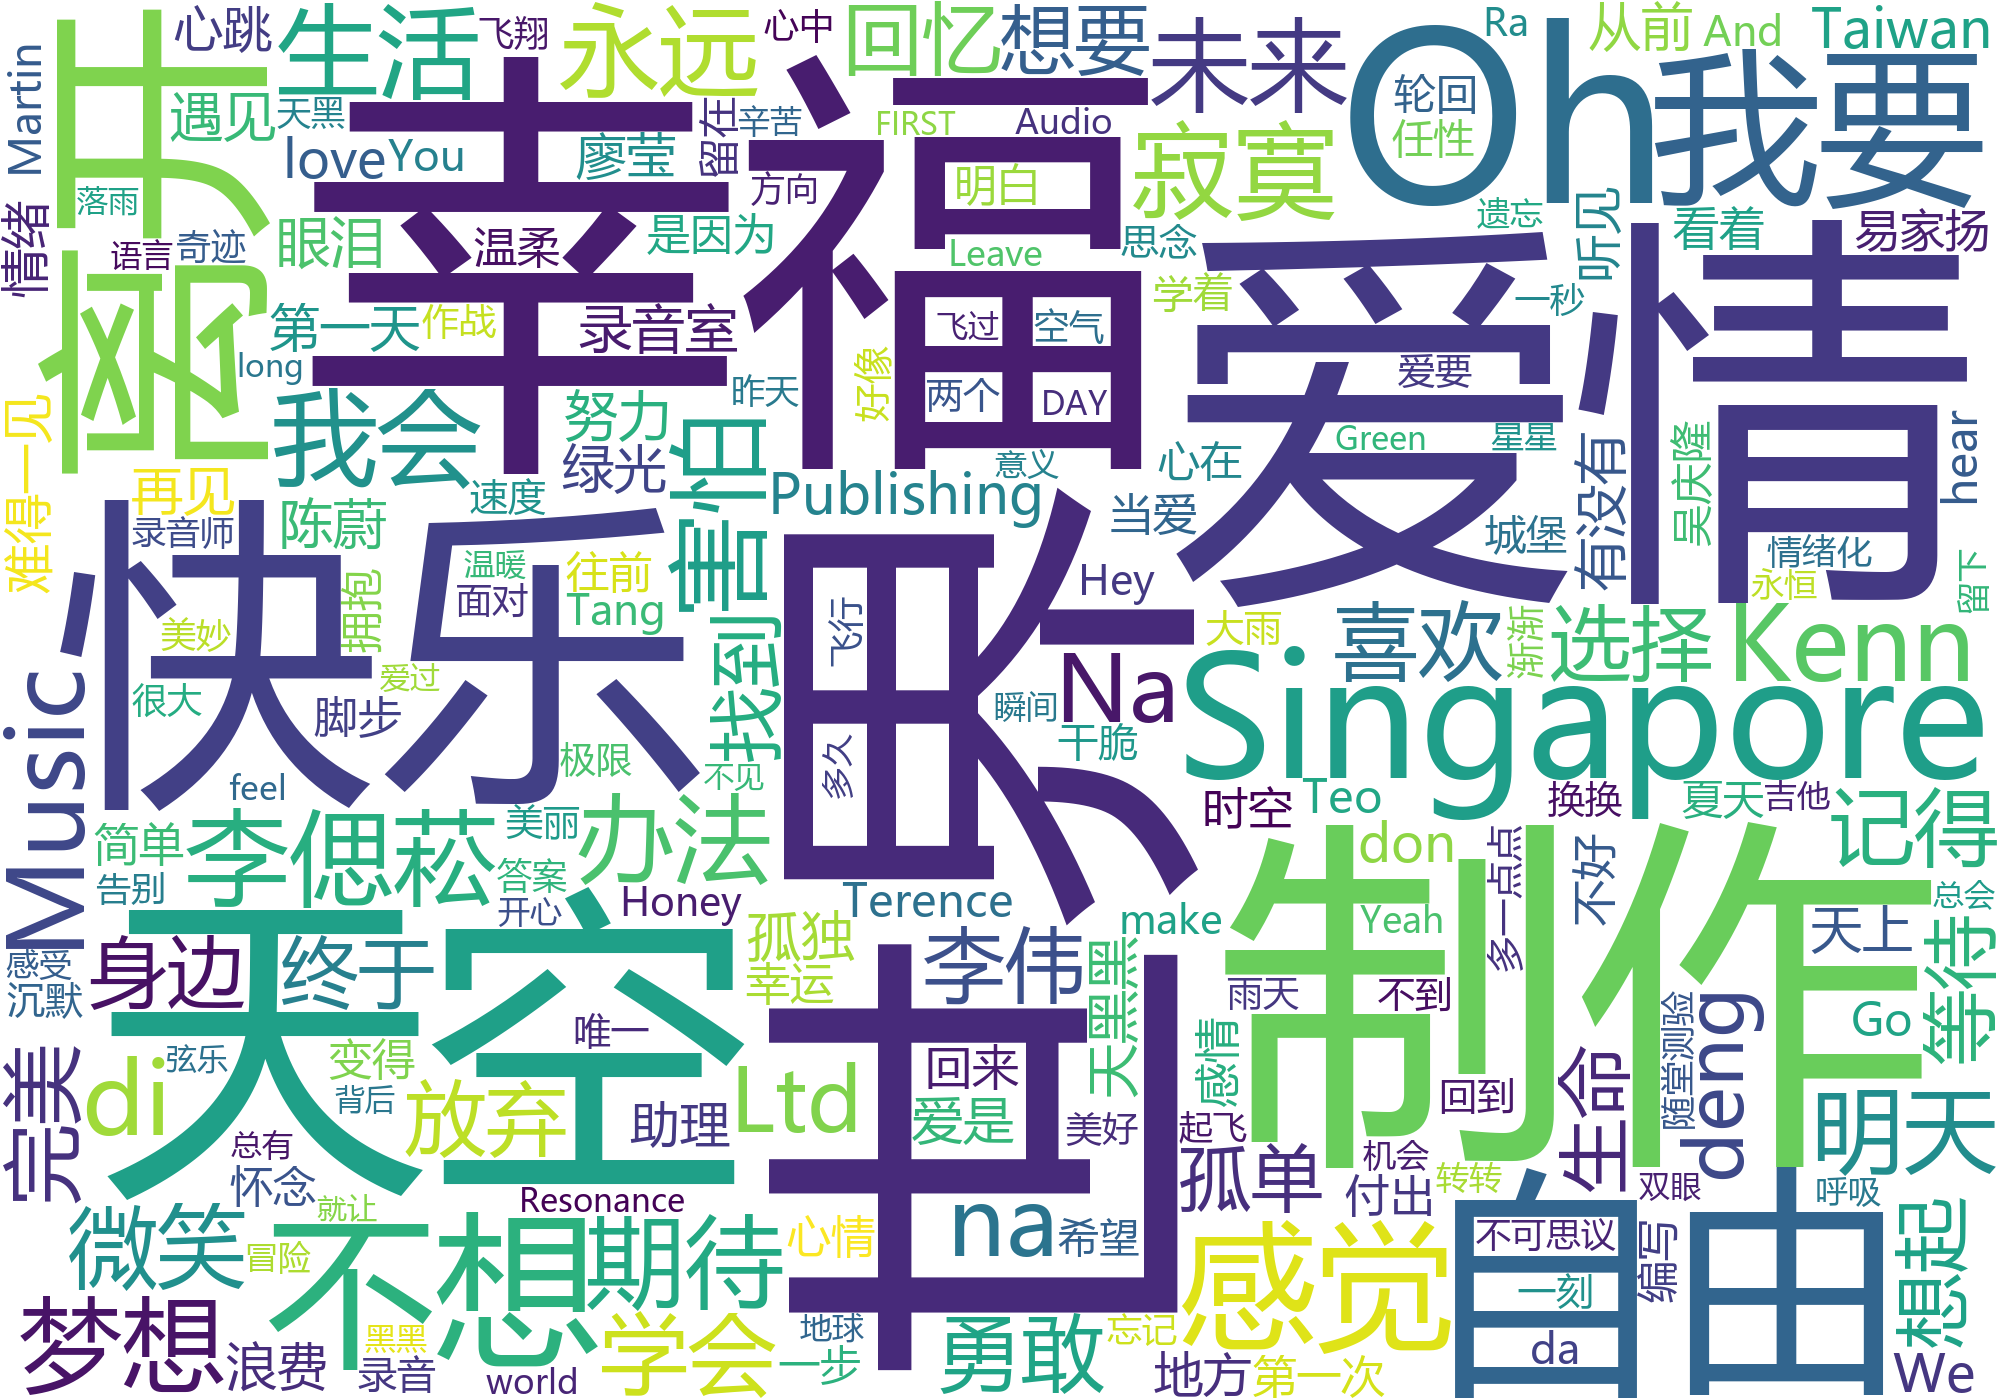 心跳
生活
飞翔
永远
心中
回忆
想要
未来
Oh
Ra
从前
And
Taiwan
Martin
离开
遇见
天黑
幸福
留在
辛苦
FIRST
Audio
寂寞
轮回
任性
我要
love
You
廖莹
方向
明白
落雨
情绪
语言
奇迹
眼泪
温柔
是因为
Leave
思念
爱情
遗忘
听见
看着
易家扬
学着
一秒
第一天
作战
录音室
飞过
空气
long
好像
两个
DAY
昨天
爱要
难得一见
我会
努力
绿光
害怕
Green
星星
有没有
吴庆隆
hear
再见
录音师
陈蔚
速度
Publishing
意义
心在
当爱
城堡
情绪化
永恒
留下
快乐
温暖
面对
往前
Tang
拥抱
美妙
爱过
很大
脚步
飞行
Hey
大雨
喜欢
渐渐
选择
Kenn
Music
找到
多久
瞬间
Na
干脆
Singapore
极限
不见
feel
美丽
办法
时空
Teo
换换
夏天
吉他
记得
简单
李偲菘
告别
答案
开心
Honey
Terence
make
制作
don
Yeah
多一点点
不好
总会
天上
等待
天空
感受
沉默
身边
终于
孤独
幸运
李伟
天黑黑
雨天
不到
随堂测验
deng
Go
唯一
回来
感情
回到
生命
明天
完美
di
弦乐
变得
背后
放弃
助理
Ltd
爱是
美好
起飞
孤单
机会
付出
转转
双眼
呼吸
总有
怀念
就让
Resonance
微笑
冒险
不想
期待
心情
na
希望
感觉
自由
不可思议
一刻
da
编写
想起
We
梦想
浪费
黑黑
录音
world
学会
地球
一步
勇敢
忘记
地方
第一次